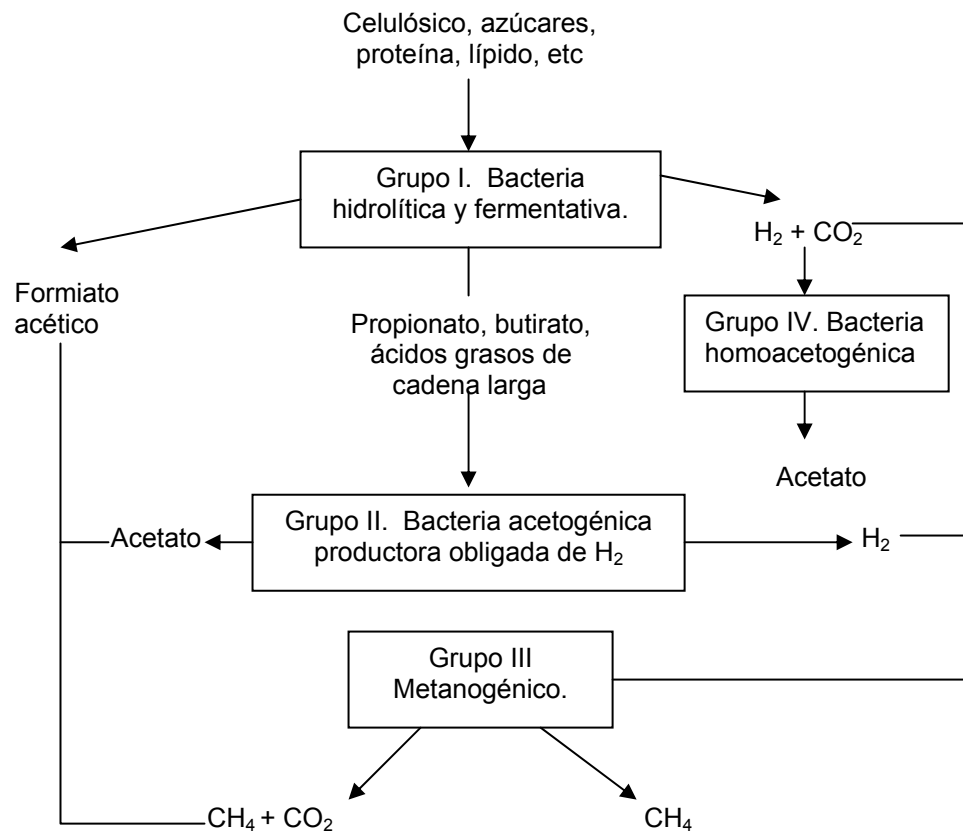 Celulósico, azúcares,
proteína, lípido, etc
Grupo I. Bacteria
hidrolítica y fermentativa.
H₂ + CO₂
Formiato
acético
Propionato, butirato,
ácidos grasos de
cadena larga
Grupo IV. Bacteria
homoacetogénica
Acetato
Grupo II. Bacteria acetogénica
productora obligada de H₂
Acetato
H₂
Grupo III
Metanogénico.
CH₄ + CO₂
CH₄